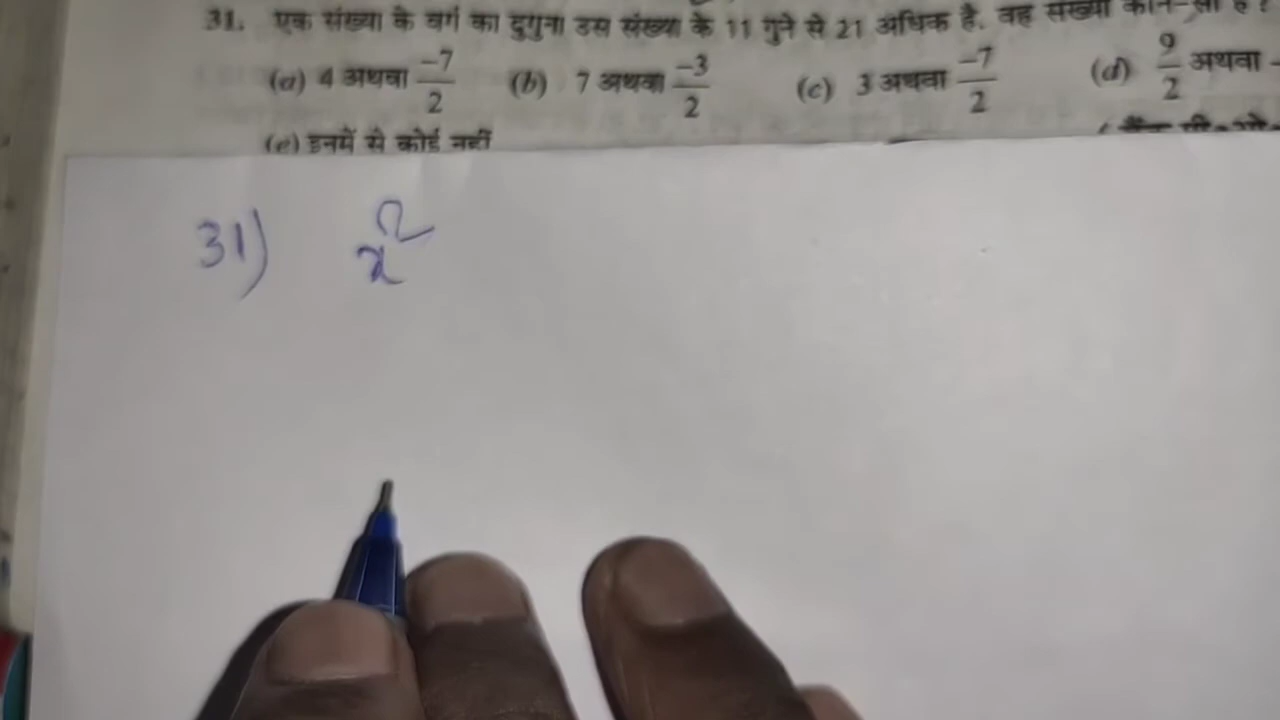 31. एक संख्या के वर्ग का दुगुना उस संख्या के 11 गुने से 21 अधिक है. वह संख्या कौन-सी है ?
(a) 4 अथवा -7/2 (b) 7 अथवा -3/2 (c) 3 अथवा -7/2 (d) 9/2 अथवा -
(e) इनमें से कोई नहीं
31) x²